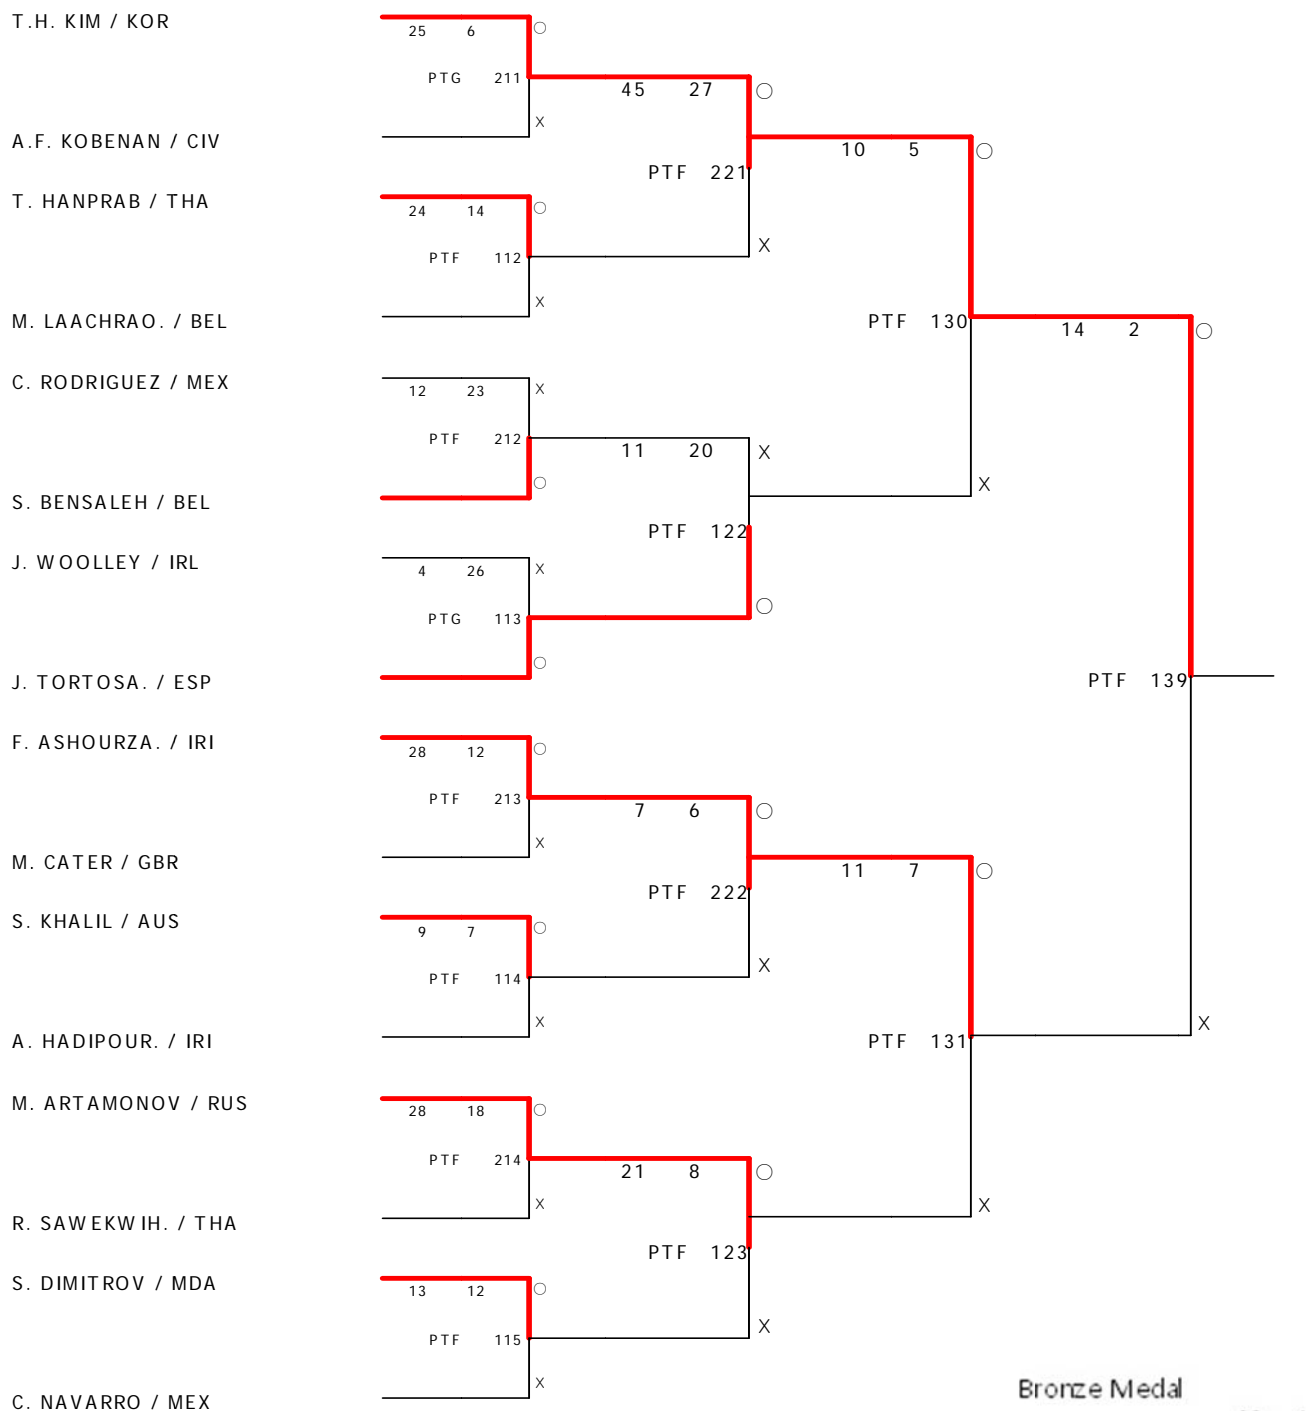 T.H. KIM / KOR
25 6 ○
PTG 211
45 27 ○
X
A.F. KOBENAN / CIV
10 5 ○
PTF 221
T. HANPRAB / THA
24 14 ○
X
PTF 112
X
M. LAACHRAO. / BEL
PTF 130
14 2 ○
C. RODRIGUEZ / MEX
12 23 X
PTF 212
11 20 X
○
X
S. BENSALEH / BEL
PTF 122
J. WOOLLEY / IRL
4 26 X
○
PTG 113
○
J. TORTOSA. / ESP
PTF 139
F. ASHOURZA. / IRI
28 12 ○
PTF 213
7 6 ○
X
M. CATER / GBR
11 7 ○
PTF 222
S. KHALIL / AUS
9 7 ○
X
PTF 114
X
X
A. HADIPOUR. / IRI
PTF 131
M. ARTAMONOV / RUS
28 18 ○
PTF 214
21 8 ○
X
X
R. SAWEKWIH. / THA
PTF 123
S. DIMITROV / MDA
13 12 ○
X
PTF 115
X
Bronze Medal
C. NAVARRO / MEX